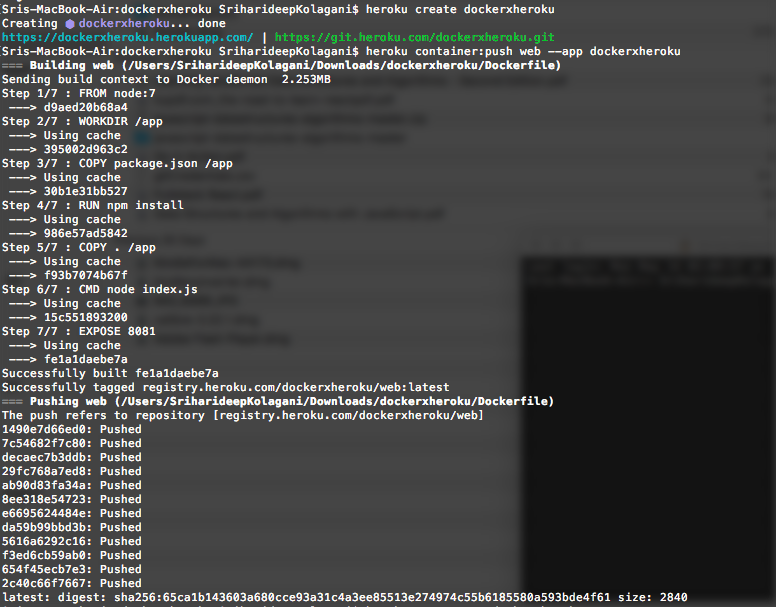 Sris-MacBook-Air:dockerxheroku SriharideepKolagani$ heroku create dockerxheroku
Creating ⬢ dockerxheroku... done
https://dockerxheroku.herokuapp.com/ | https://git.heroku.com/dockerxheroku.git
Sris-MacBook-Air:dockerxheroku SriharideepKolagani$ heroku container:push web --app dockerxheroku
=== Building web (/Users/SriharideepKolagani/Downloads/dockerxheroku/Dockerfile)
Sending build context to Docker daemon  2.253MB
Step 1/7 : FROM node:7
 ---> d9aed20b68a4
Step 2/7 : WORKDIR /app
 ---> Using cache
 ---> 395002d963c2
Step 3/7 : COPY package.json /app
 ---> Using cache
 ---> 30b1e31bb527
Step 4/7 : RUN npm install
 ---> Using cache
 ---> 986e57ad5842
Step 5/7 : COPY . /app
 ---> Using cache
 ---> f93b7074b67f
Step 6/7 : CMD node index.js
 ---> Using cache
 ---> 15c551893200
Step 7/7 : EXPOSE 8081
 ---> Using cache
 ---> fe1a1daebe7a
Successfully built fe1a1daebe7a
Successfully tagged registry.heroku.com/dockerxheroku/web:latest
=== Pushing web (/Users/SriharideepKolagani/Downloads/dockerxheroku/Dockerfile)
The push refers to repository [registry.heroku.com/dockerxheroku/web]
1490e7d66ed0: Pushed
7c54682f7c80: Pushed
decaec7b3ddb: Pushed
29fc768a7ed8: Pushed
ab90d83fa34a: Pushed
8ee318e54723: Pushed
e6695624484e: Pushed
da59b99bbd3b: Pushed
5616a6292c16: Pushed
f3ed6cb59ab0: Pushed
654f45ecb7e3: Pushed
2c40c66f7667: Pushed
latest: digest: sha256:65ca1b143603a680cce93a31c4a3ee85513e274974c55b6185580a593bde4f61 size: 2840